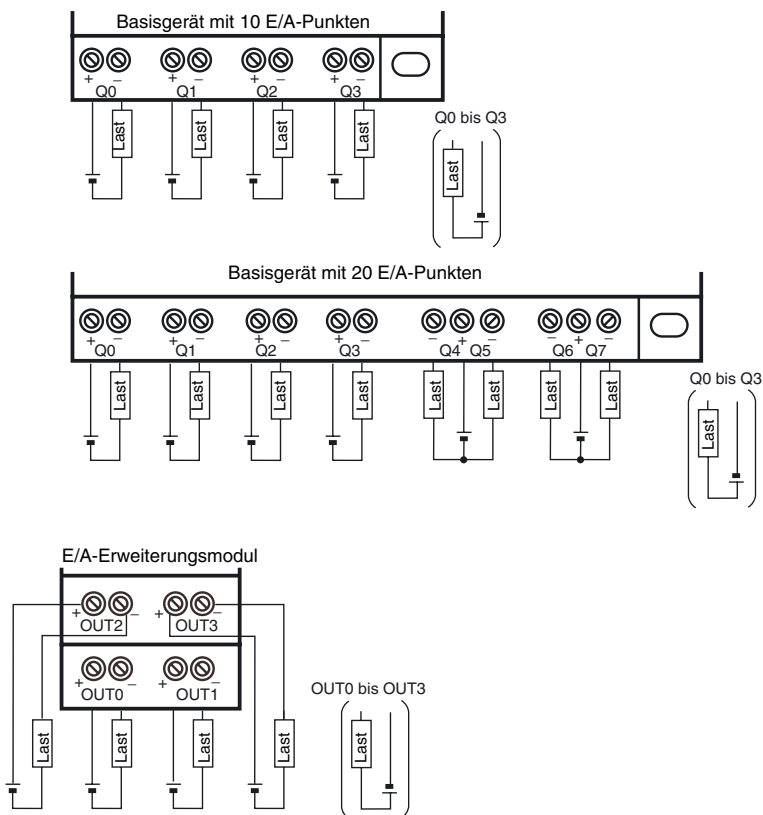 Basisgerät mit 10 E/A-Punkten
+ – + – + – + –
Q0 Q1 Q2 Q3
Last Last Last Last
Q0 bis Q3
Last
Basisgerät mit 20 E/A-Punkten
+ – + – + – + – – + – – + –
Q0 Q1 Q2 Q3 Q4 Q5 Q6 Q7
Last Last Last Last Last Last Last Last
Q0 bis Q3
Last
E/A-Erweiterungsmodul
+ – + –
OUT2 OUT3
+ – + –
OUT0 OUT1
OUT0 bis OUT3
Last Last Last Last
Last